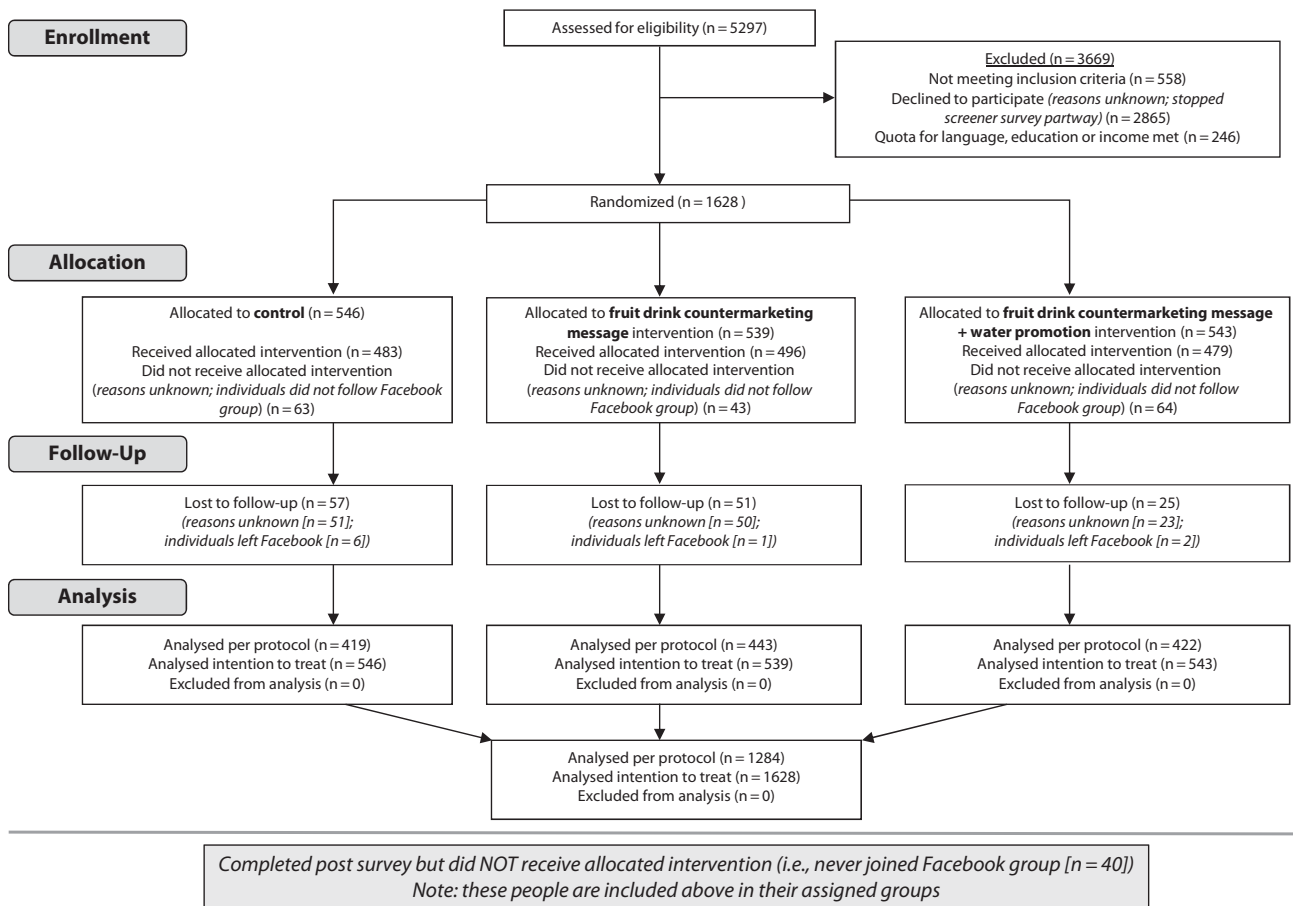 Enrollment
Assessed for eligibility (n = 5297)
Excluded (n = 3669)
Not meeting inclusion criteria (n = 558)
Declined to participate (reasons unknown; stopped
screener survey partway) (n = 2865)
Quota for language, education or income met (n = 246)
Randomized (n = 1628 )
Allocation
Allocated to control (n = 546)
Received allocated intervention (n = 483)
Did not receive allocated intervention
(reasons unknown; individuals did not follow Facebook
group) (n = 63)
Allocated to fruit drink countermarketing
message intervention (n = 539)
Received allocated intervention (n = 496)
Did not receive allocated intervention
(reasons unknown; individuals did not follow
Facebook group) (n = 43)
Allocated to fruit drink countermarketing message
+ water promotion intervention (n = 543)
Received allocated intervention (n = 479)
Did not receive allocated intervention
(reasons unknown; individuals did not follow
Facebook group) (n = 64)
Follow-Up
Lost to follow-up (n = 57)
(reasons unknown [n = 51];
individuals left Facebook [n = 6])
Lost to follow-up (n = 51)
(reasons unknown [n = 50];
individuals left Facebook [n = 1])
Lost to follow-up (n = 25)
(reasons unknown [n = 23];
individuals left Facebook [n = 2])
Analysis
Analysed per protocol (n = 419)
Analysed intention to treat (n = 546)
Excluded from analysis (n = 0)
Analysed per protocol (n = 443)
Analysed intention to treat (n = 539)
Excluded from analysis (n = 0)
Analysed per protocol (n = 422)
Analysed intention to treat (n = 543)
Excluded from analysis (n = 0)
Analysed per protocol (n = 1284)
Analysed intention to treat (n = 1628)
Excluded from analysis (n = 0)
Completed post survey but did NOT receive allocated intervention (i.e., never joined Facebook group [n = 40])
Note: these people are included above in their assigned groups